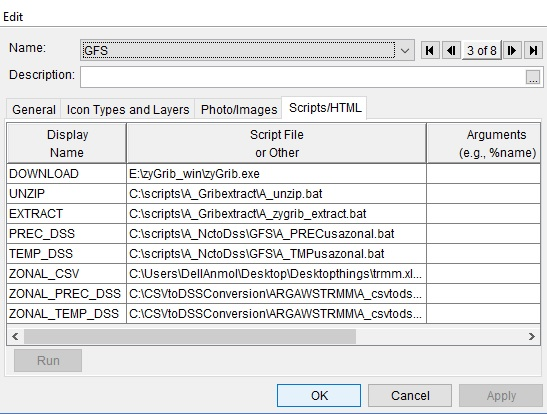 Edit
Name: GFS 3 of 8
Description: ...
General Icon Types and Layers Photo/Images Scripts/HTML
Display Script File Arguments
Name or Other (e.g., %name)
DOWNLOAD E:\zyGrib_win\zyGrib.exe
UNZIP C:\scripts\A_Gribextract\A_unzip.bat
EXTRACT C:\scripts\A_Gribextract\A_zygrib_extract.bat
PREC_DSS C:\scripts\A_NctoDss\GFS\A_PRECusazonal.bat
TEMP_DSS C:\scripts\A_NctoDss\GFS\A_TMPusazonal.bat
ZONAL_CSV C:\Users\DellAnmol\Desktop\Desktopthings\trmm.xl...
ZONAL_PREC_DSS C:\CSVtoDSSConversion\ARGAWSTRMM\A_csvtods...
ZONAL_TEMP_DSS C:\CSVtoDSSConversion\ARGAWSTRMM\A_csvtods...
Run
OK Cancel Apply